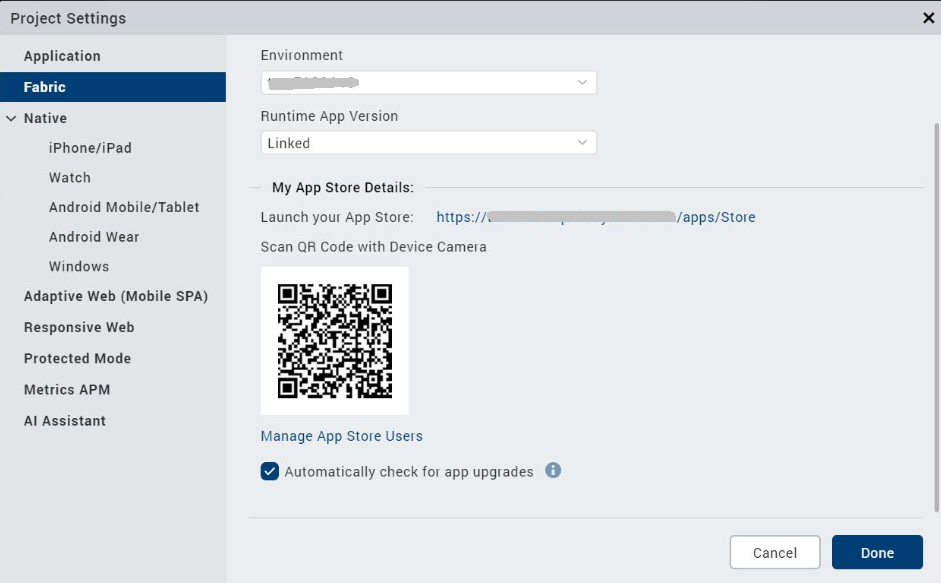 Project Settings
Application
Fabric
Native
iPhone/iPad
Watch
Android Mobile/Tablet
Android Wear
Windows
Adaptive Web (Mobile SPA)
Responsive Web
Protected Mode
Metrics APM
AI Assistant
Environment
Runtime App Version
Linked
My App Store Details:
Launch your App Store: https:// /apps/Store
Scan QR Code with Device Camera
Manage App Store Users
Automatically check for app upgrades
Cancel
Done